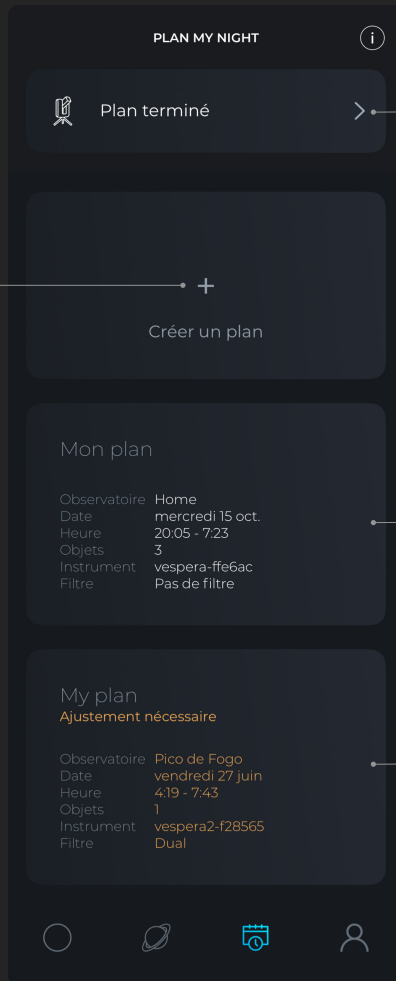 PLAN MY NIGHT
i
Plan terminé
+
Créer un plan
Mon plan
Observatoire Home
Date mercredi 15 oct.
Heure 20:05 - 7:23
Objets 3
Instrument vespera-ffe6ac
Filtre Pas de filtre
My plan
Ajustement nécessaire
Observatoire Pico de Fogo
Date vendredi 27 juin
Heure 4:19 - 7:43
Objets 1
Instrument vespera2-f28565
Filtre Dual